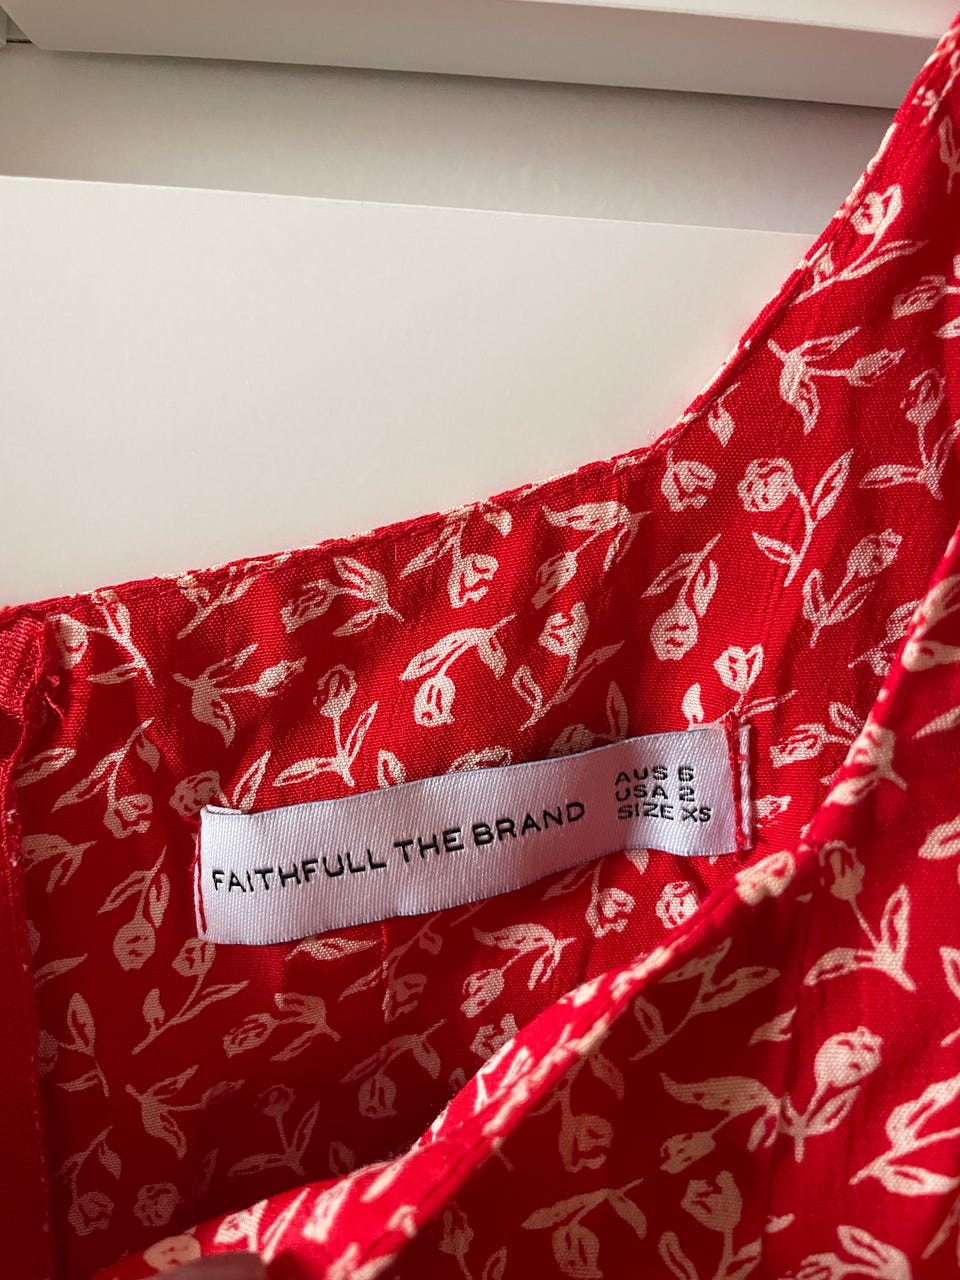 FAITHFULL THE BRAND
AUS 6
USA 2
SIZE XS